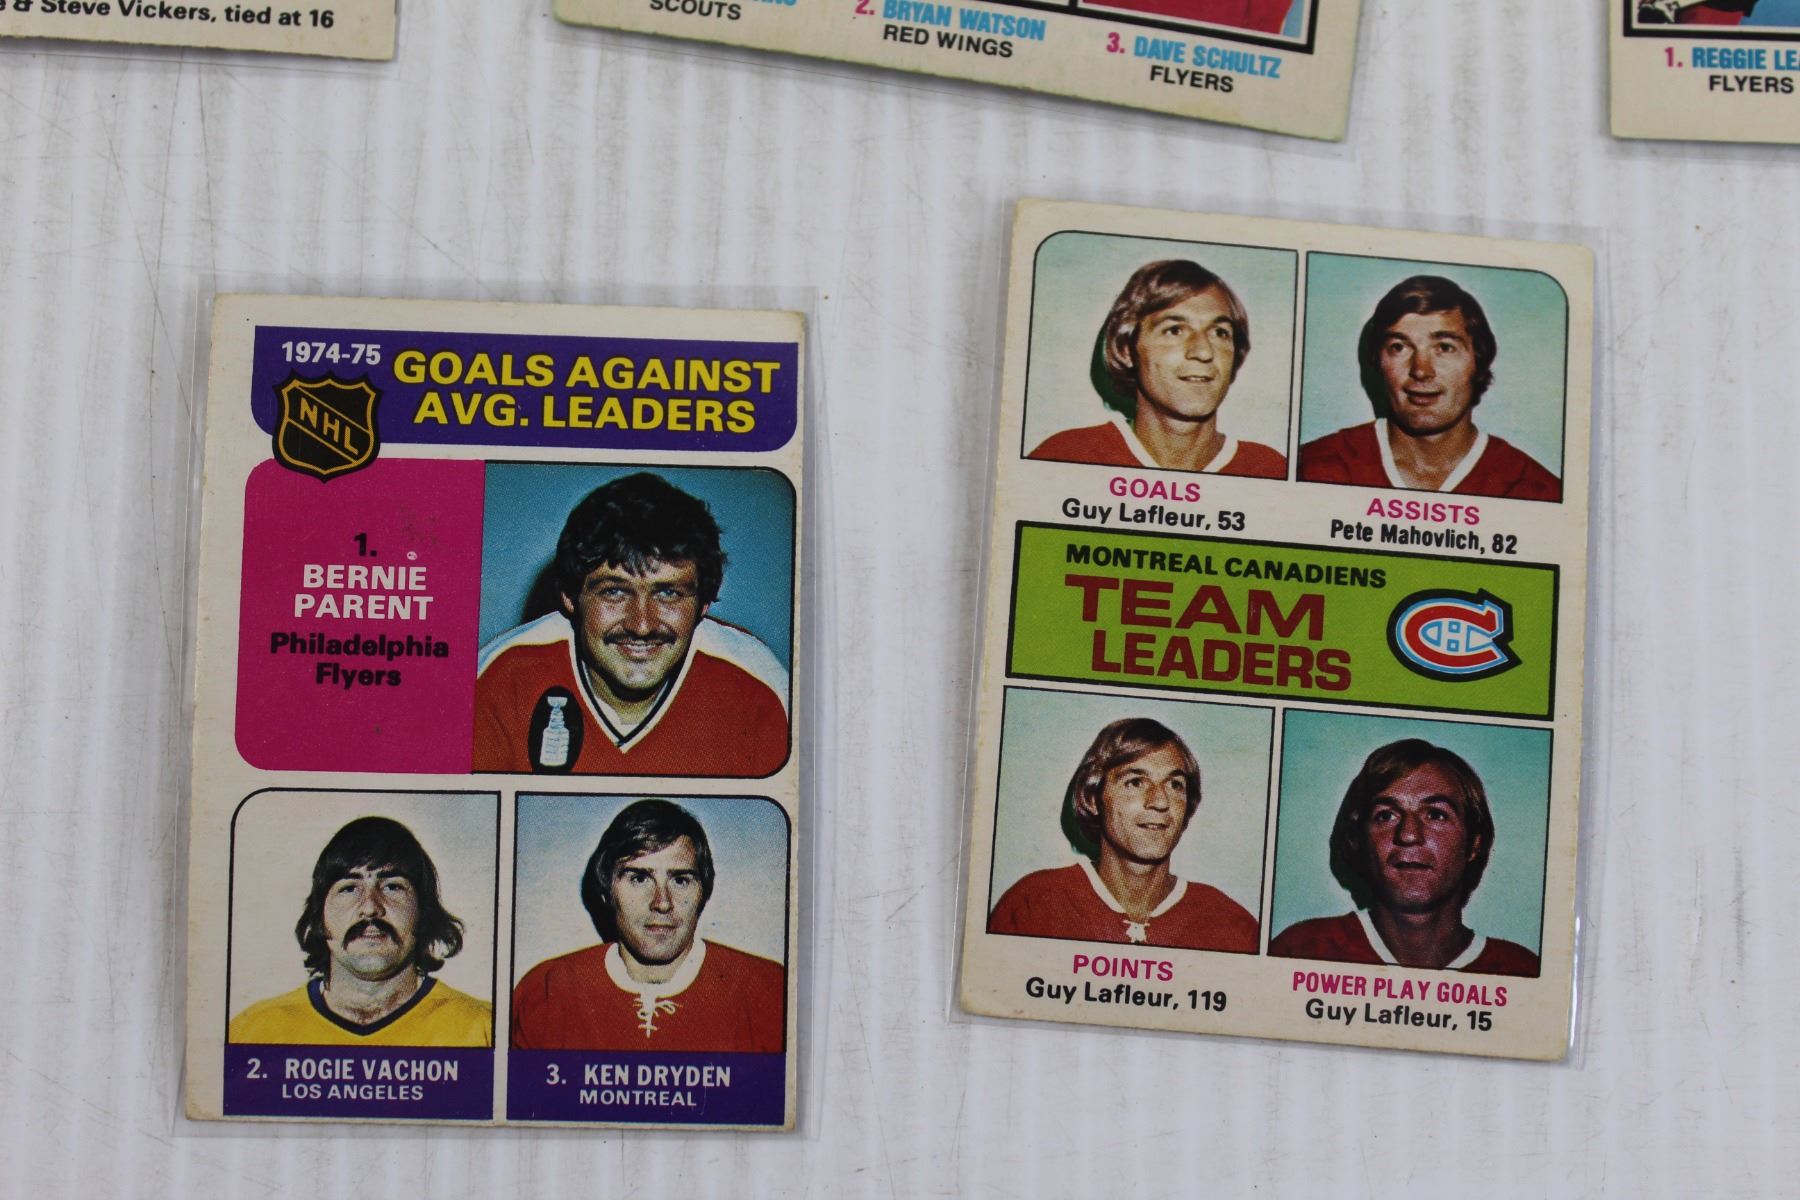 & Steve Vickers, tied at 16
SCOUTS
2. BRYAN WATSON
RED WINGS
3. DAVE SCHULTZ
FLYERS
1. REGGIE LEA
FLYERS
1974-75
GOALS AGAINST
AVG. LEADERS
NHL
1.
BERNIE
PARENT
Philadelphia
Flyers
2. ROGIE VACHON
LOS ANGELES
3. KEN DRYDEN
MONTREAL
GOALS
Guy Lafleur, 53
ASSISTS
Pete Mahovlich, 82
MONTREAL CANADIENS
TEAM
LEADERS
CH
POINTS
Guy Lafleur, 119
POWER PLAY GOALS
Guy Lafleur, 15